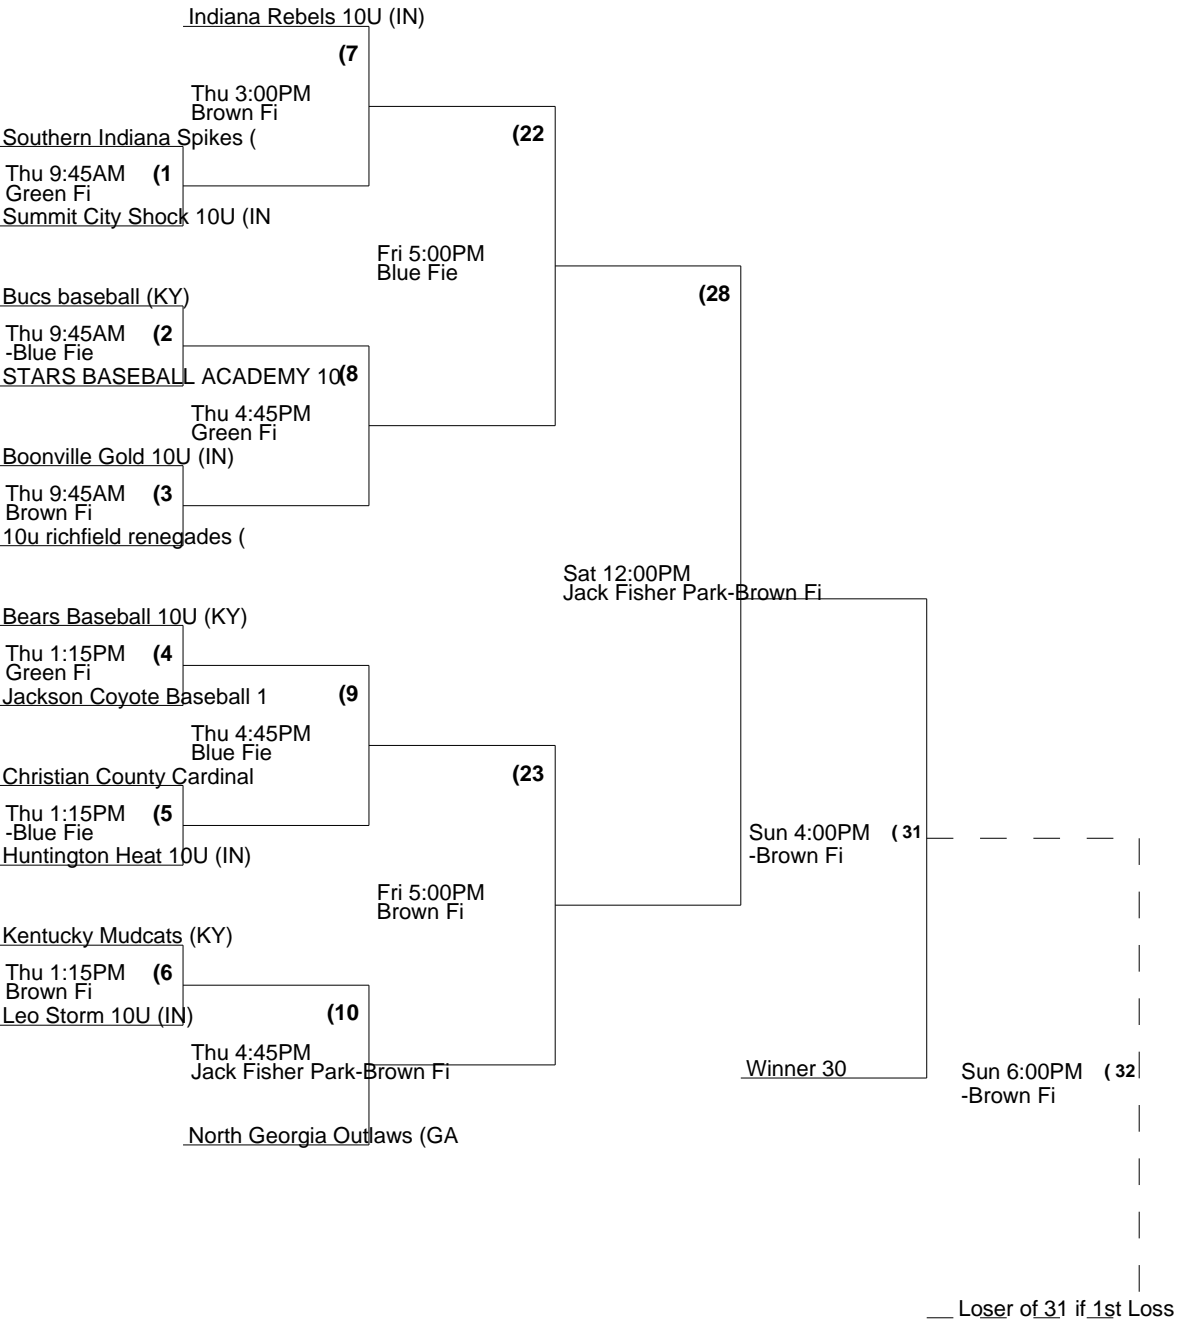 Indiana Rebels 10U (IN)
(7
Thu 3:00PM
Brown Fi
Southern Indiana Spikes (
(22
Thu 9:45AM (1
Green Fi
Summit City Shock 10U (IN
Fri 5:00PM
Blue Fie
Bucs baseball (KY)
(28
Thu 9:45AM (2
-Blue Fie
STARS BASEBALL ACADEMY 10
(8
Thu 4:45PM
Green Fi
Boonville Gold 10U (IN)
Thu 9:45AM (3
Brown Fi
10u richfield renegades (
Sat 12:00PM
Jack Fisher Park-Brown Fi
Bears Baseball 10U (KY)
Thu 1:15PM (4
Green Fi
Jackson Coyote Baseball 1
(9
Thu 4:45PM
Blue Fie
Christian County Cardinal
(23
Thu 1:15PM (5
-Blue Fie
Huntington Heat 10U (IN)
Sun 4:00PM ( 31
-Brown Fi
Fri 5:00PM
Brown Fi
Kentucky Mudcats (KY)
Thu 1:15PM (6
Brown Fi
Leo Storm 10U (IN)
(10
Thu 4:45PM
Jack Fisher Park-Brown Fi
Winner 30
Sun 6:00PM ( 32
-Brown Fi
North Georgia Outlaws (GA
Loser of 31 if 1st Loss